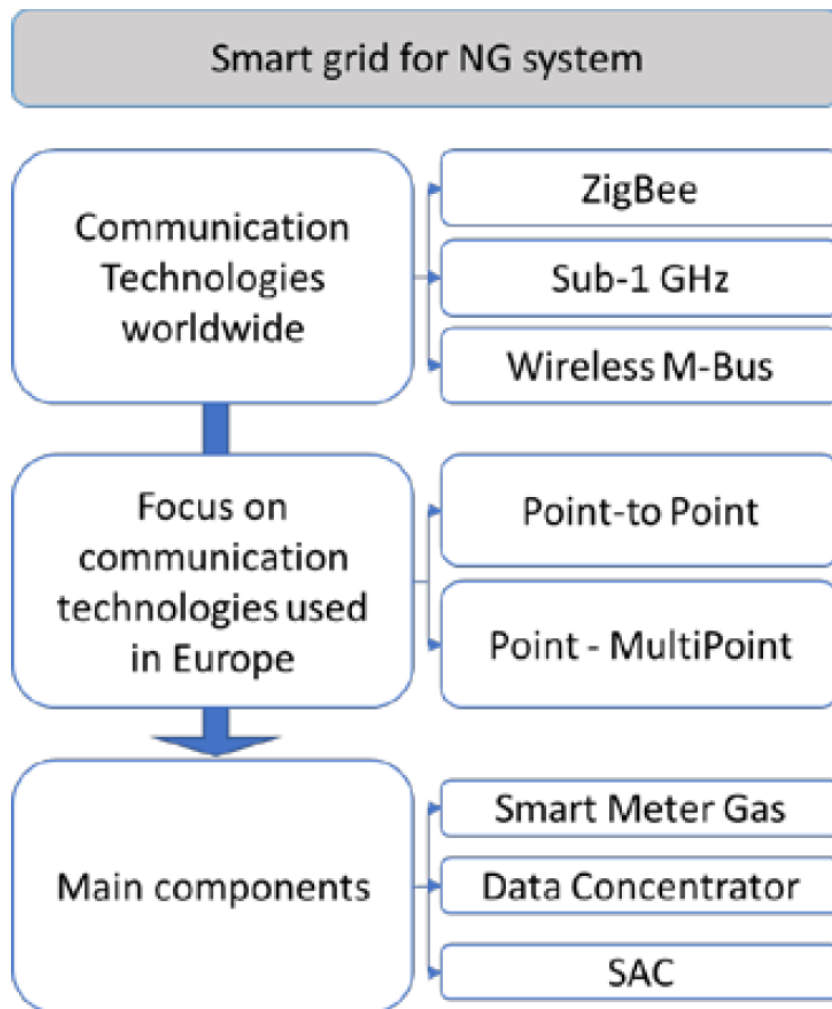 Smart grid for NG system
Communication
Technologies
worldwide
ZigBee
Sub-1 GHz
Wireless M-Bus
Focus on
communication
technologies used
in Europe
Point-to Point
Point - MultiPoint
Main components
Smart Meter Gas
Data Concentrator
SAC